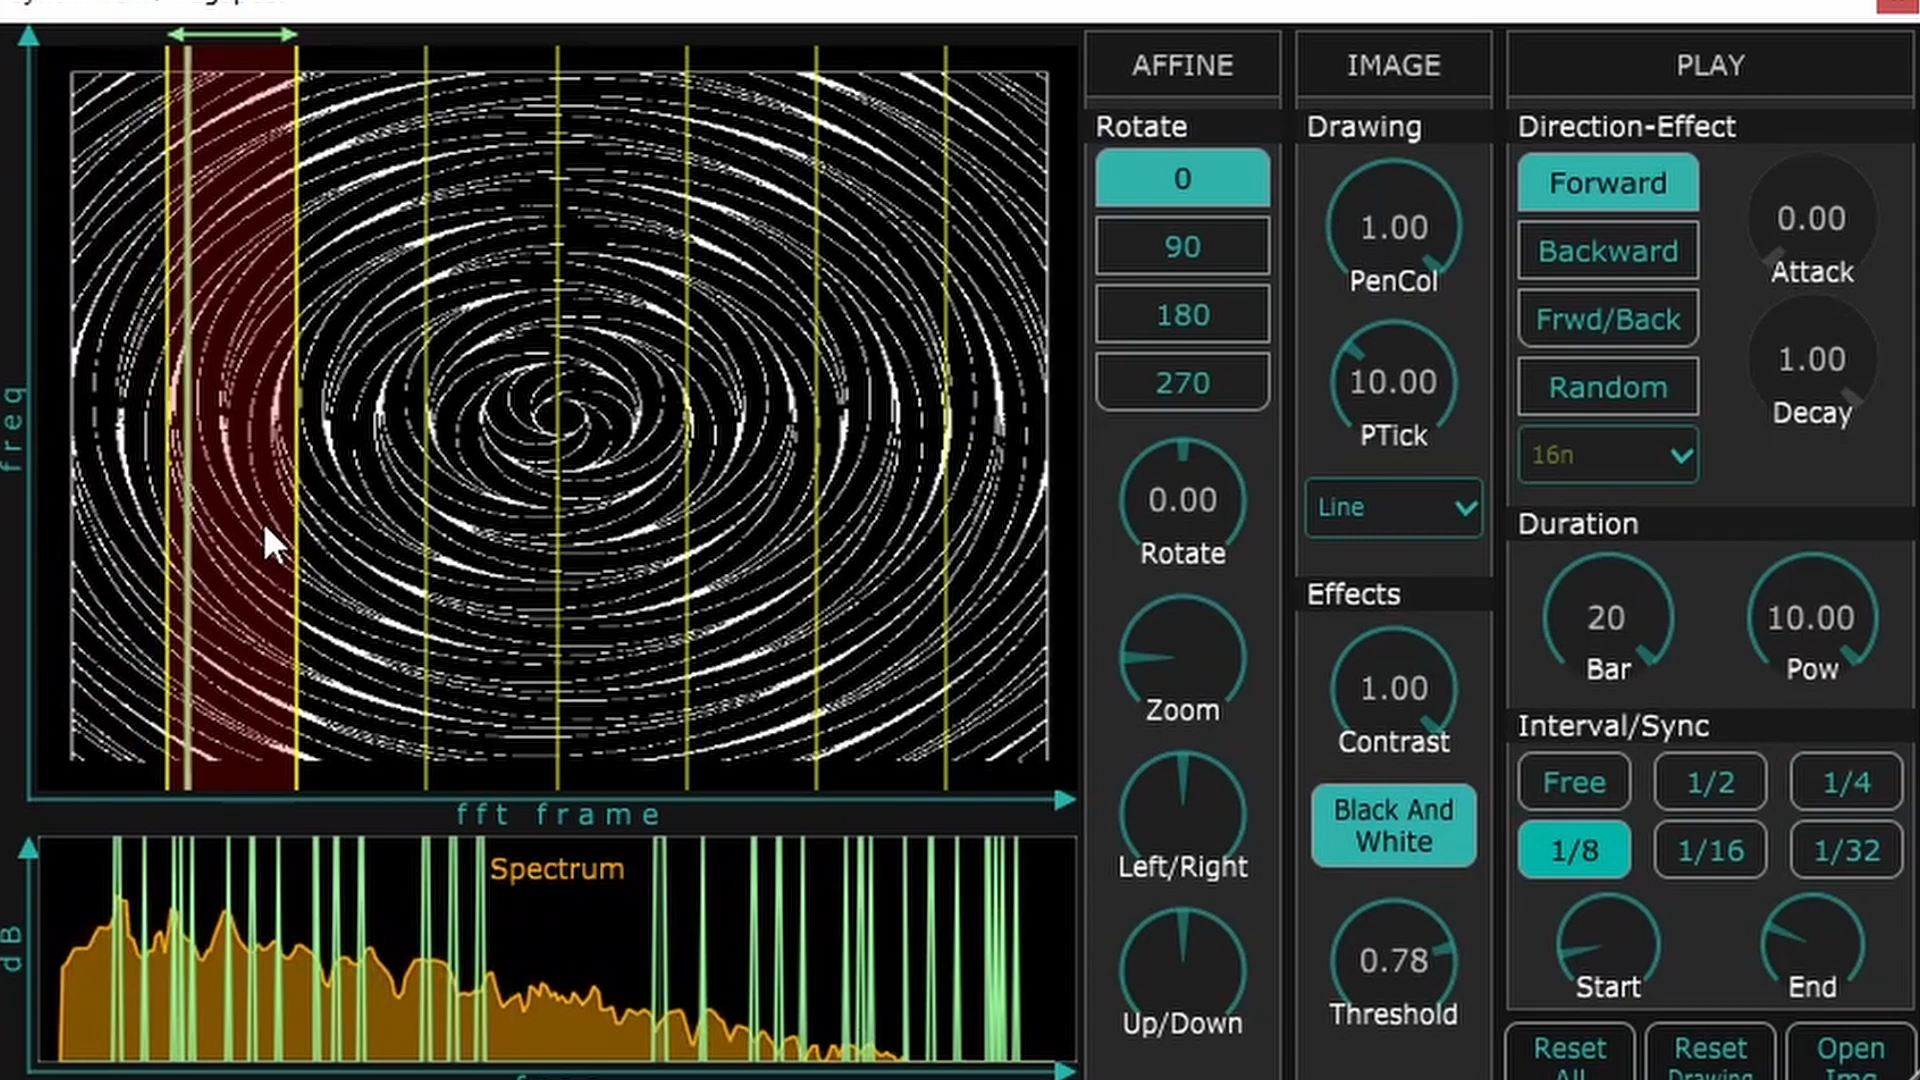 AFFINE
IMAGE
PLAY
Rotate
Drawing
Direction-Effect
0
90
180
270
1.00
PenCol
Forward
Backward
Frwd/Back
Random
16n
0.00
Attack
1.00
Decay
10.00
PTick
Line
0.00
Rotate
Zoom
Left/Right
Up/Down
Effects
1.00
Contrast
Black And
White
0.78
Threshold
Duration
20
Bar
10.00
Pow
Interval/Sync
Free
1/2
1/4
1/8
1/16
1/32
Start
End
Reset
All
Reset
Drawing
Open
Img
freq
fft frame
dB
Spectrum